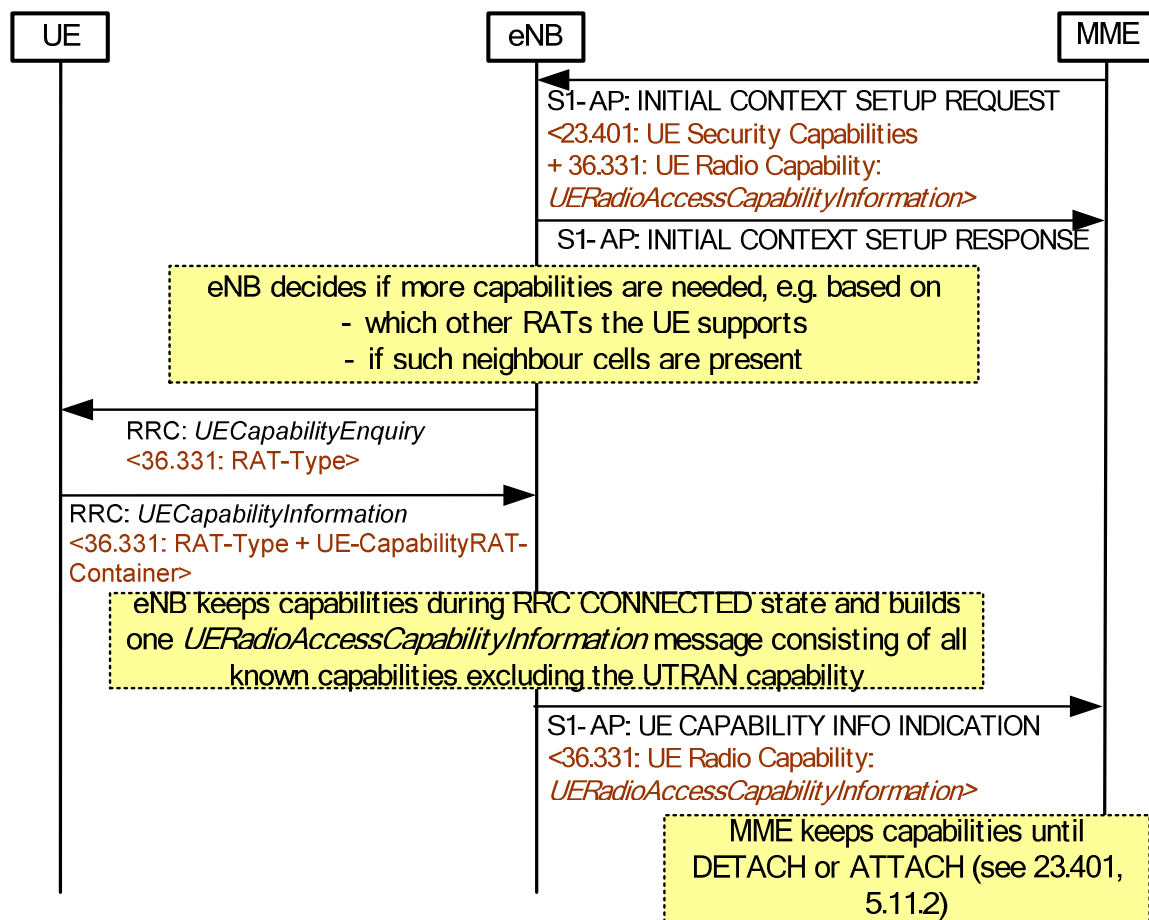 UE
eNB
MME
S1-AP: INITIAL CONTEXT SETUP REQUEST
<23.401: UE Security Capabilities
+ 36.331: UE Radio Capability:
UERadioAccessCapabilityInformation>
S1-AP: INITIAL CONTEXT SETUP RESPONSE
eNB decides if more capabilities are needed, e.g. based on
- which other RATs the UE supports
- if such neighbour cells are present
RRC: UECapabilityEnquiry
<36.331: RAT-Type>
RRC: UECapabilityInformation
<36.331: RAT-Type + UE-CapabilityRAT-
Container>
eNB keeps capabilities during RRC CONNECTED state and builds
one UERadioAccessCapabilityInformation message consisting of all
known capabilities excluding the UTRAN capability
S1-AP: UE CAPABILITY INFO INDICATION
<36.331: UE Radio Capability:
UERadioAccessCapabilityInformation>
MME keeps capabilities until
DETACH or ATTACH (see 23.401,
5.11.2)